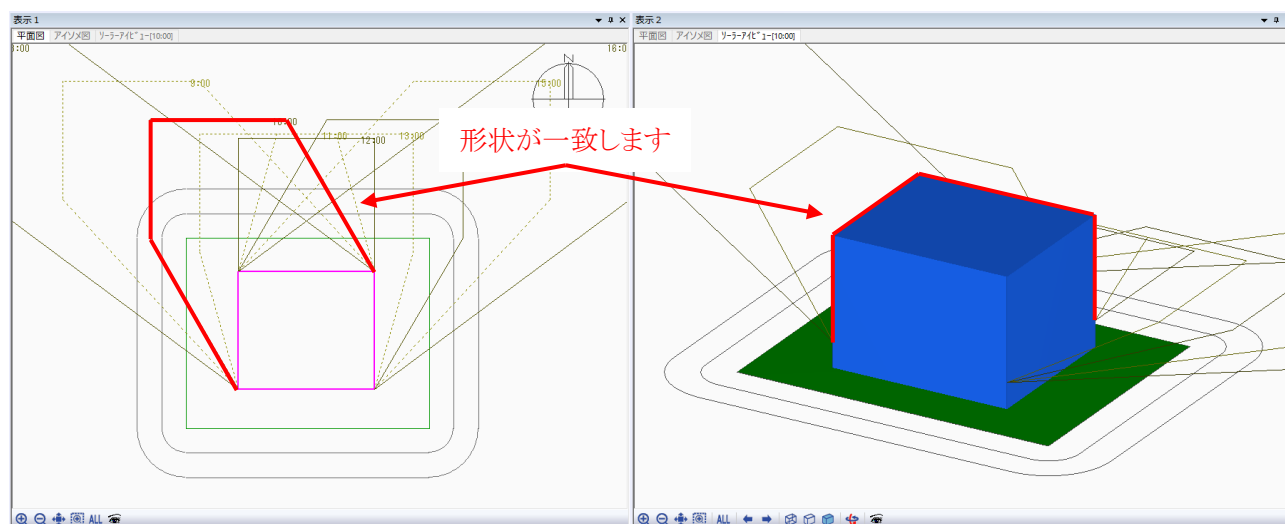 表示 1
平面図 アイソメ図 ソーラーアイビュー-[10:00]
:00
16:0
N
9:00
15:00
10:00
11:00
12:00
13:00
形状が一致します
ALL
表示 2
平面図 アイソメ図 ソーラーアイビュー-[10:00]
ALL